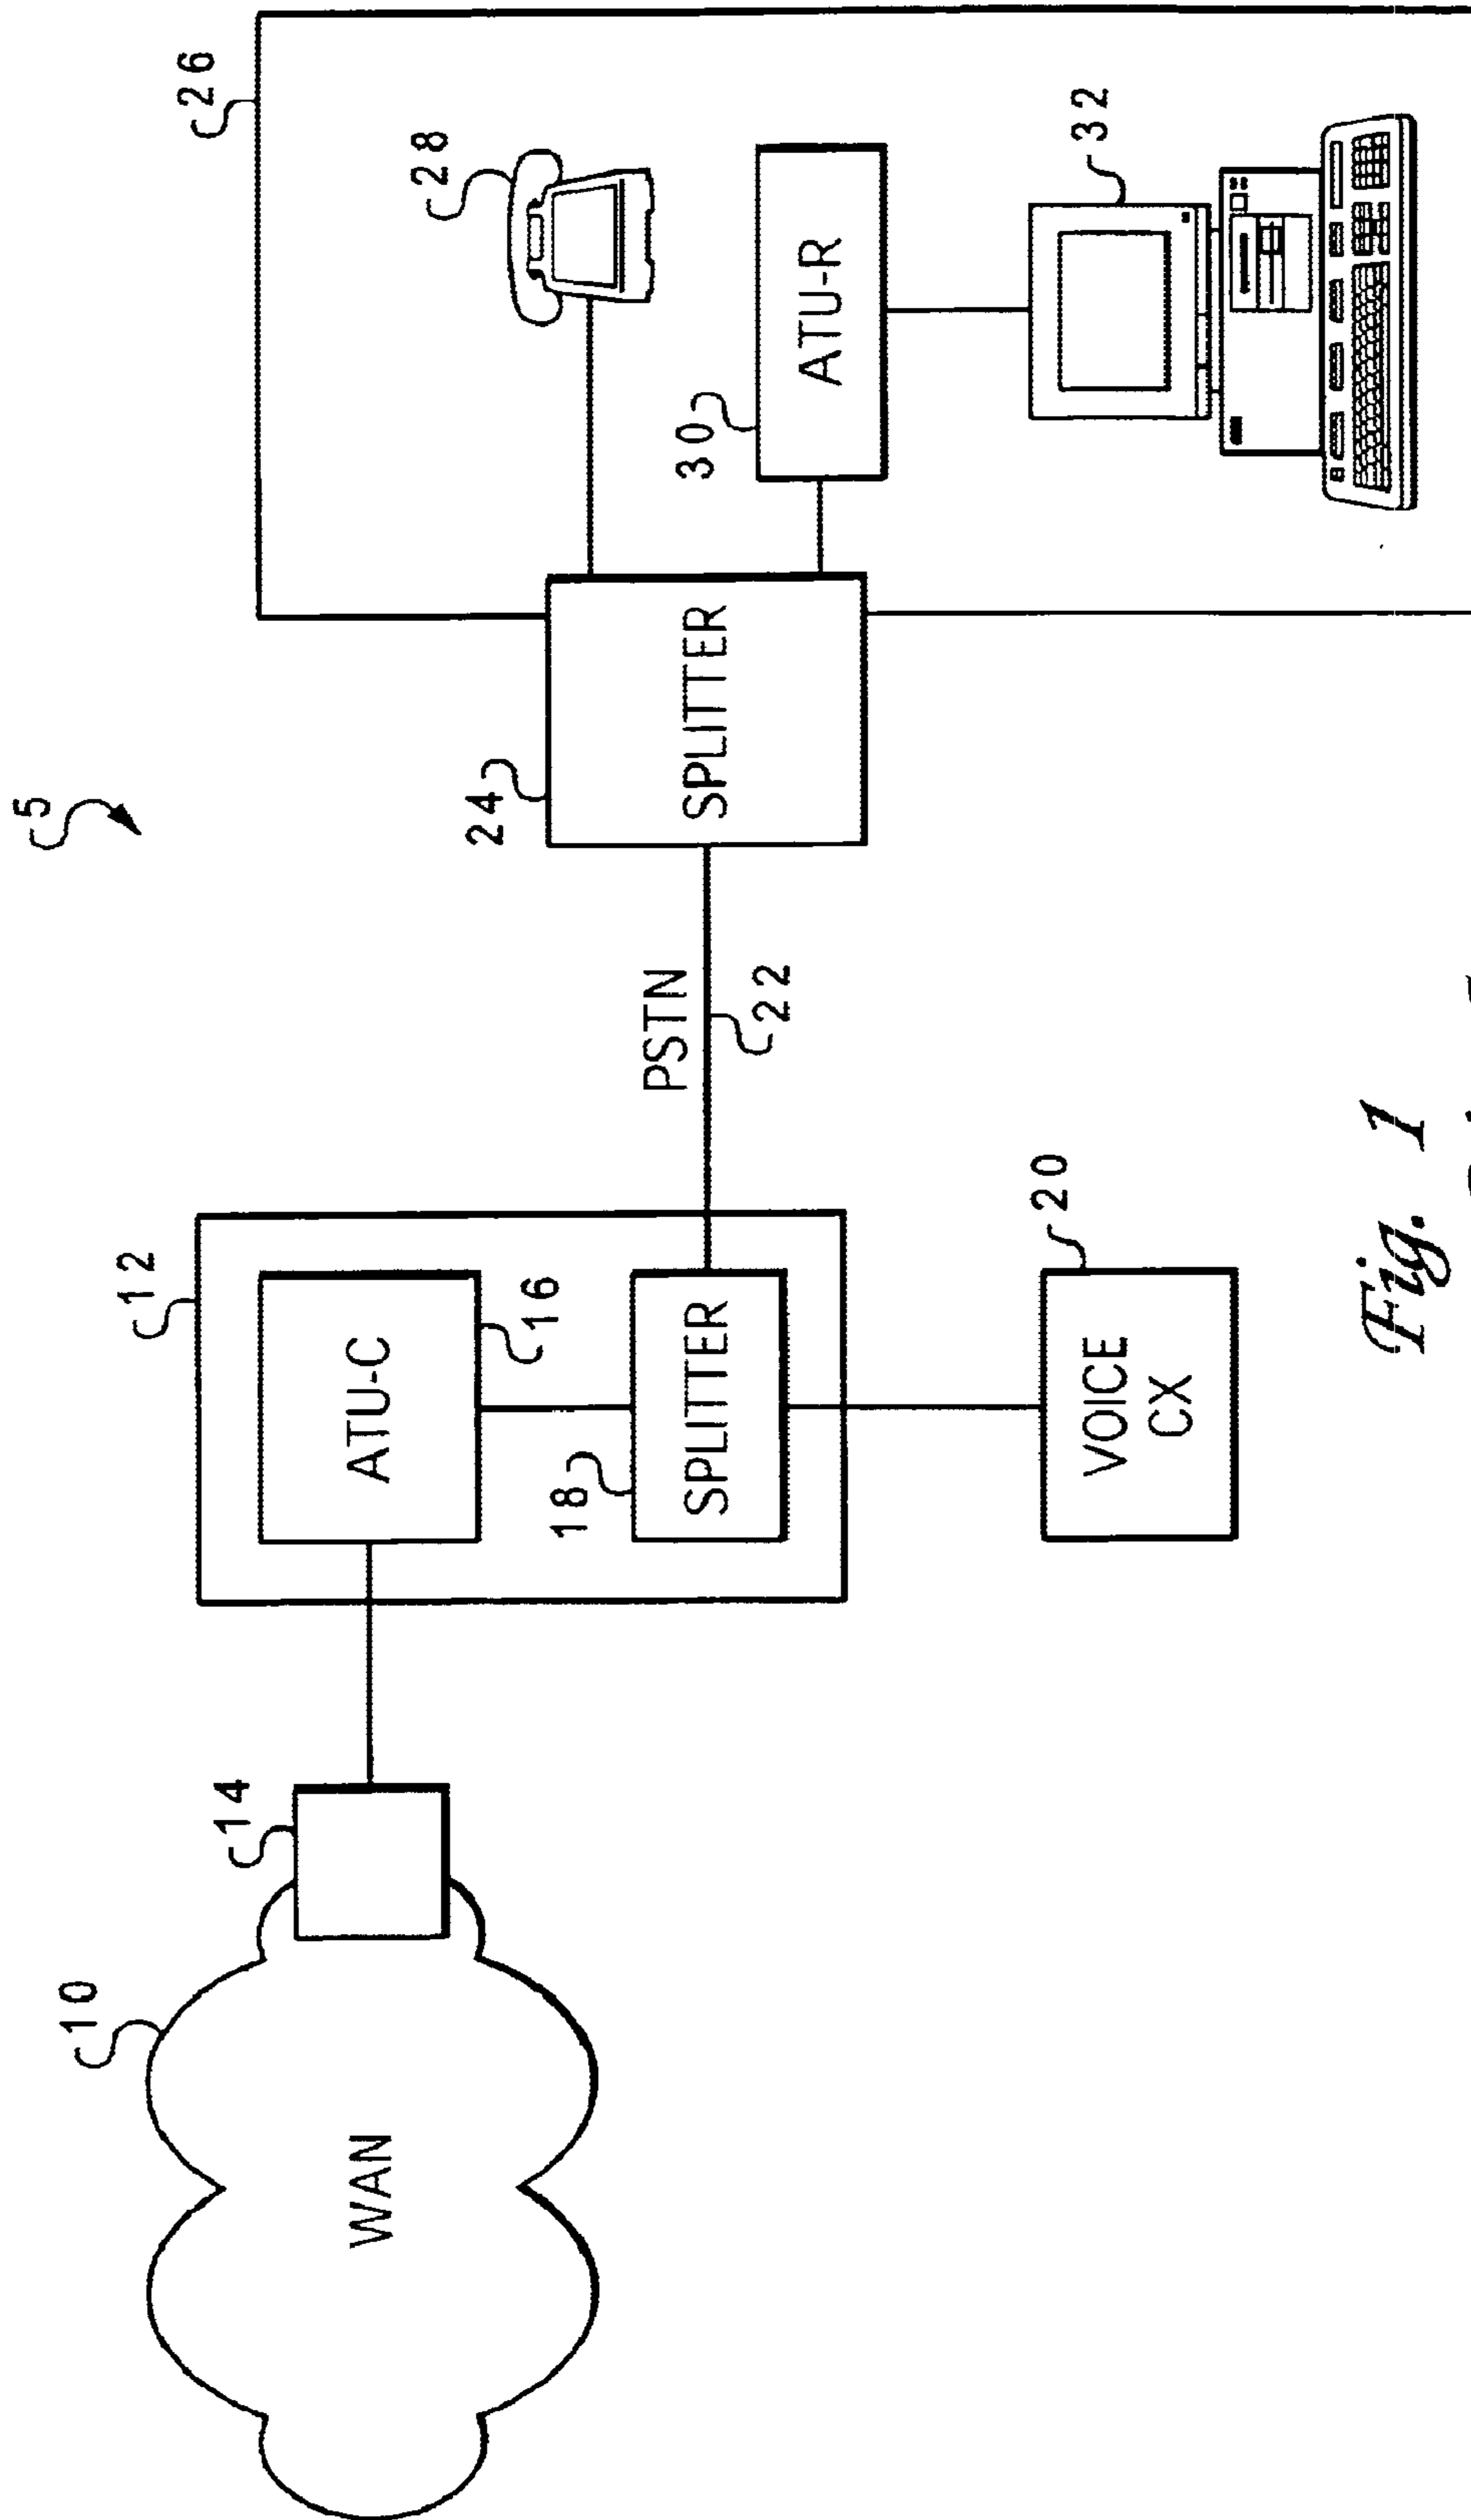 5
10
WAN
14
12
ATU-C
16
18
SPLITTER
VOICE
CX
20
PSTN
22
24
SPLITTER
26
28
30
ATU-R
32
Fig. 1